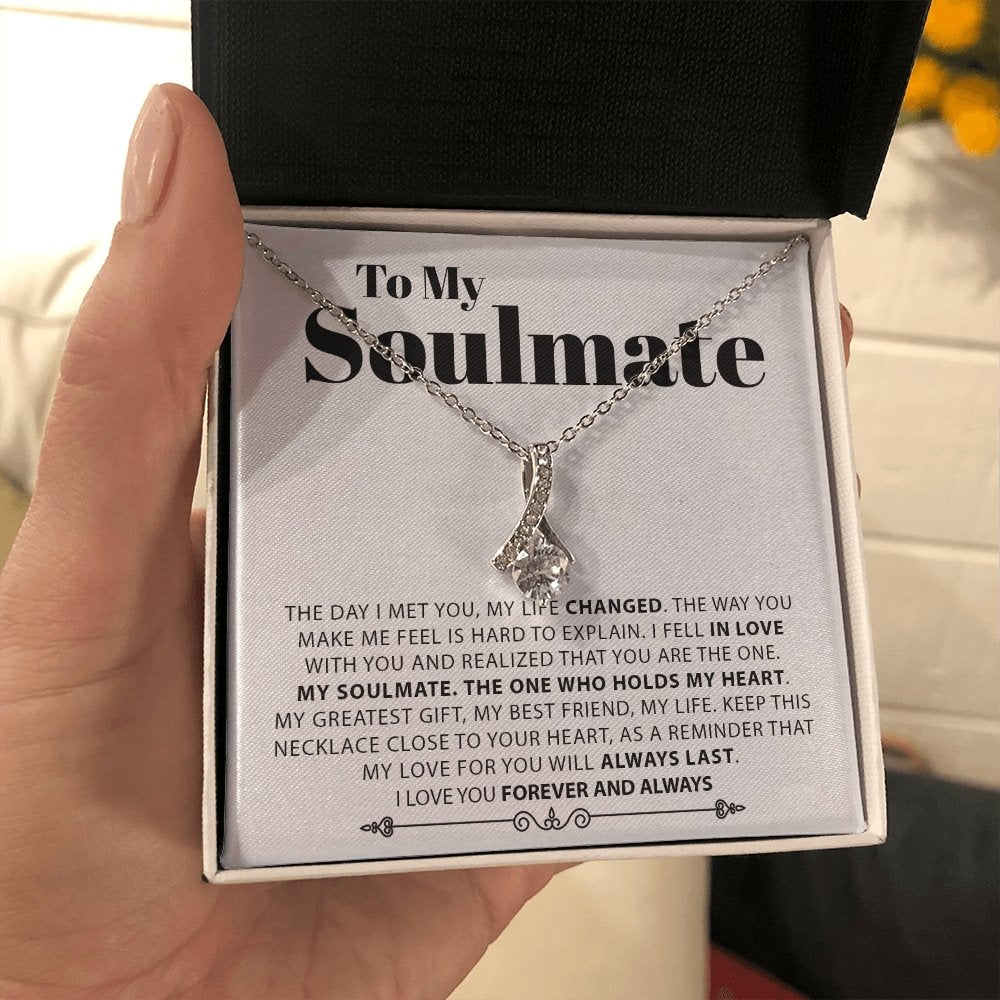 To My
Soulmate
THE DAY I MET YOU, MY LIFE CHANGED. THE WAY YOU
MAKE ME FEEL IS HARD TO EXPLAIN. I FELL IN LOVE
WITH YOU AND REALIZED THAT YOU ARE THE ONE.
MY SOULMATE. THE ONE WHO HOLDS MY HEART.
MY GREATEST GIFT, MY BEST FRIEND, MY LIFE. KEEP THIS
NECKLACE CLOSE TO YOUR HEART, AS A REMINDER THAT
MY LOVE FOR YOU WILL ALWAYS LAST.
I LOVE YOU FOREVER AND ALWAYS